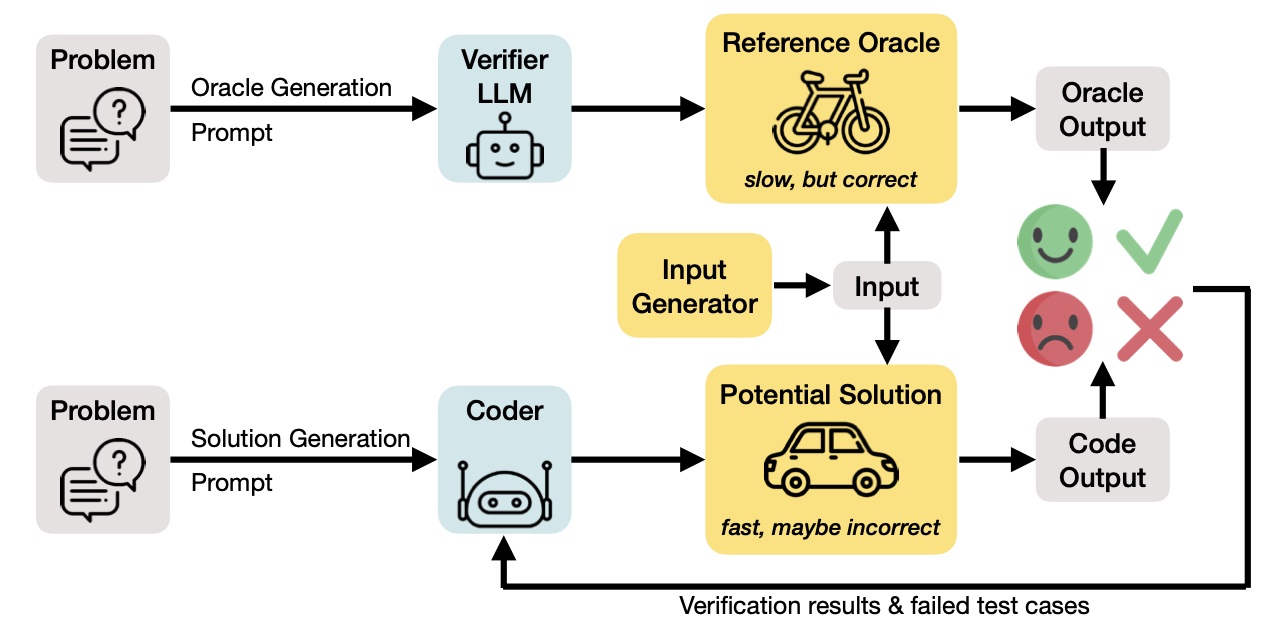 Problem
?
Oracle Generation
Prompt
Verifier
LLM
Reference Oracle
slow, but correct
Oracle
Output
Input
Generator
Input
Problem
?
Solution Generation
Prompt
Coder
Potential Solution
fast, maybe incorrect
Code
Output
Verification results & failed test cases